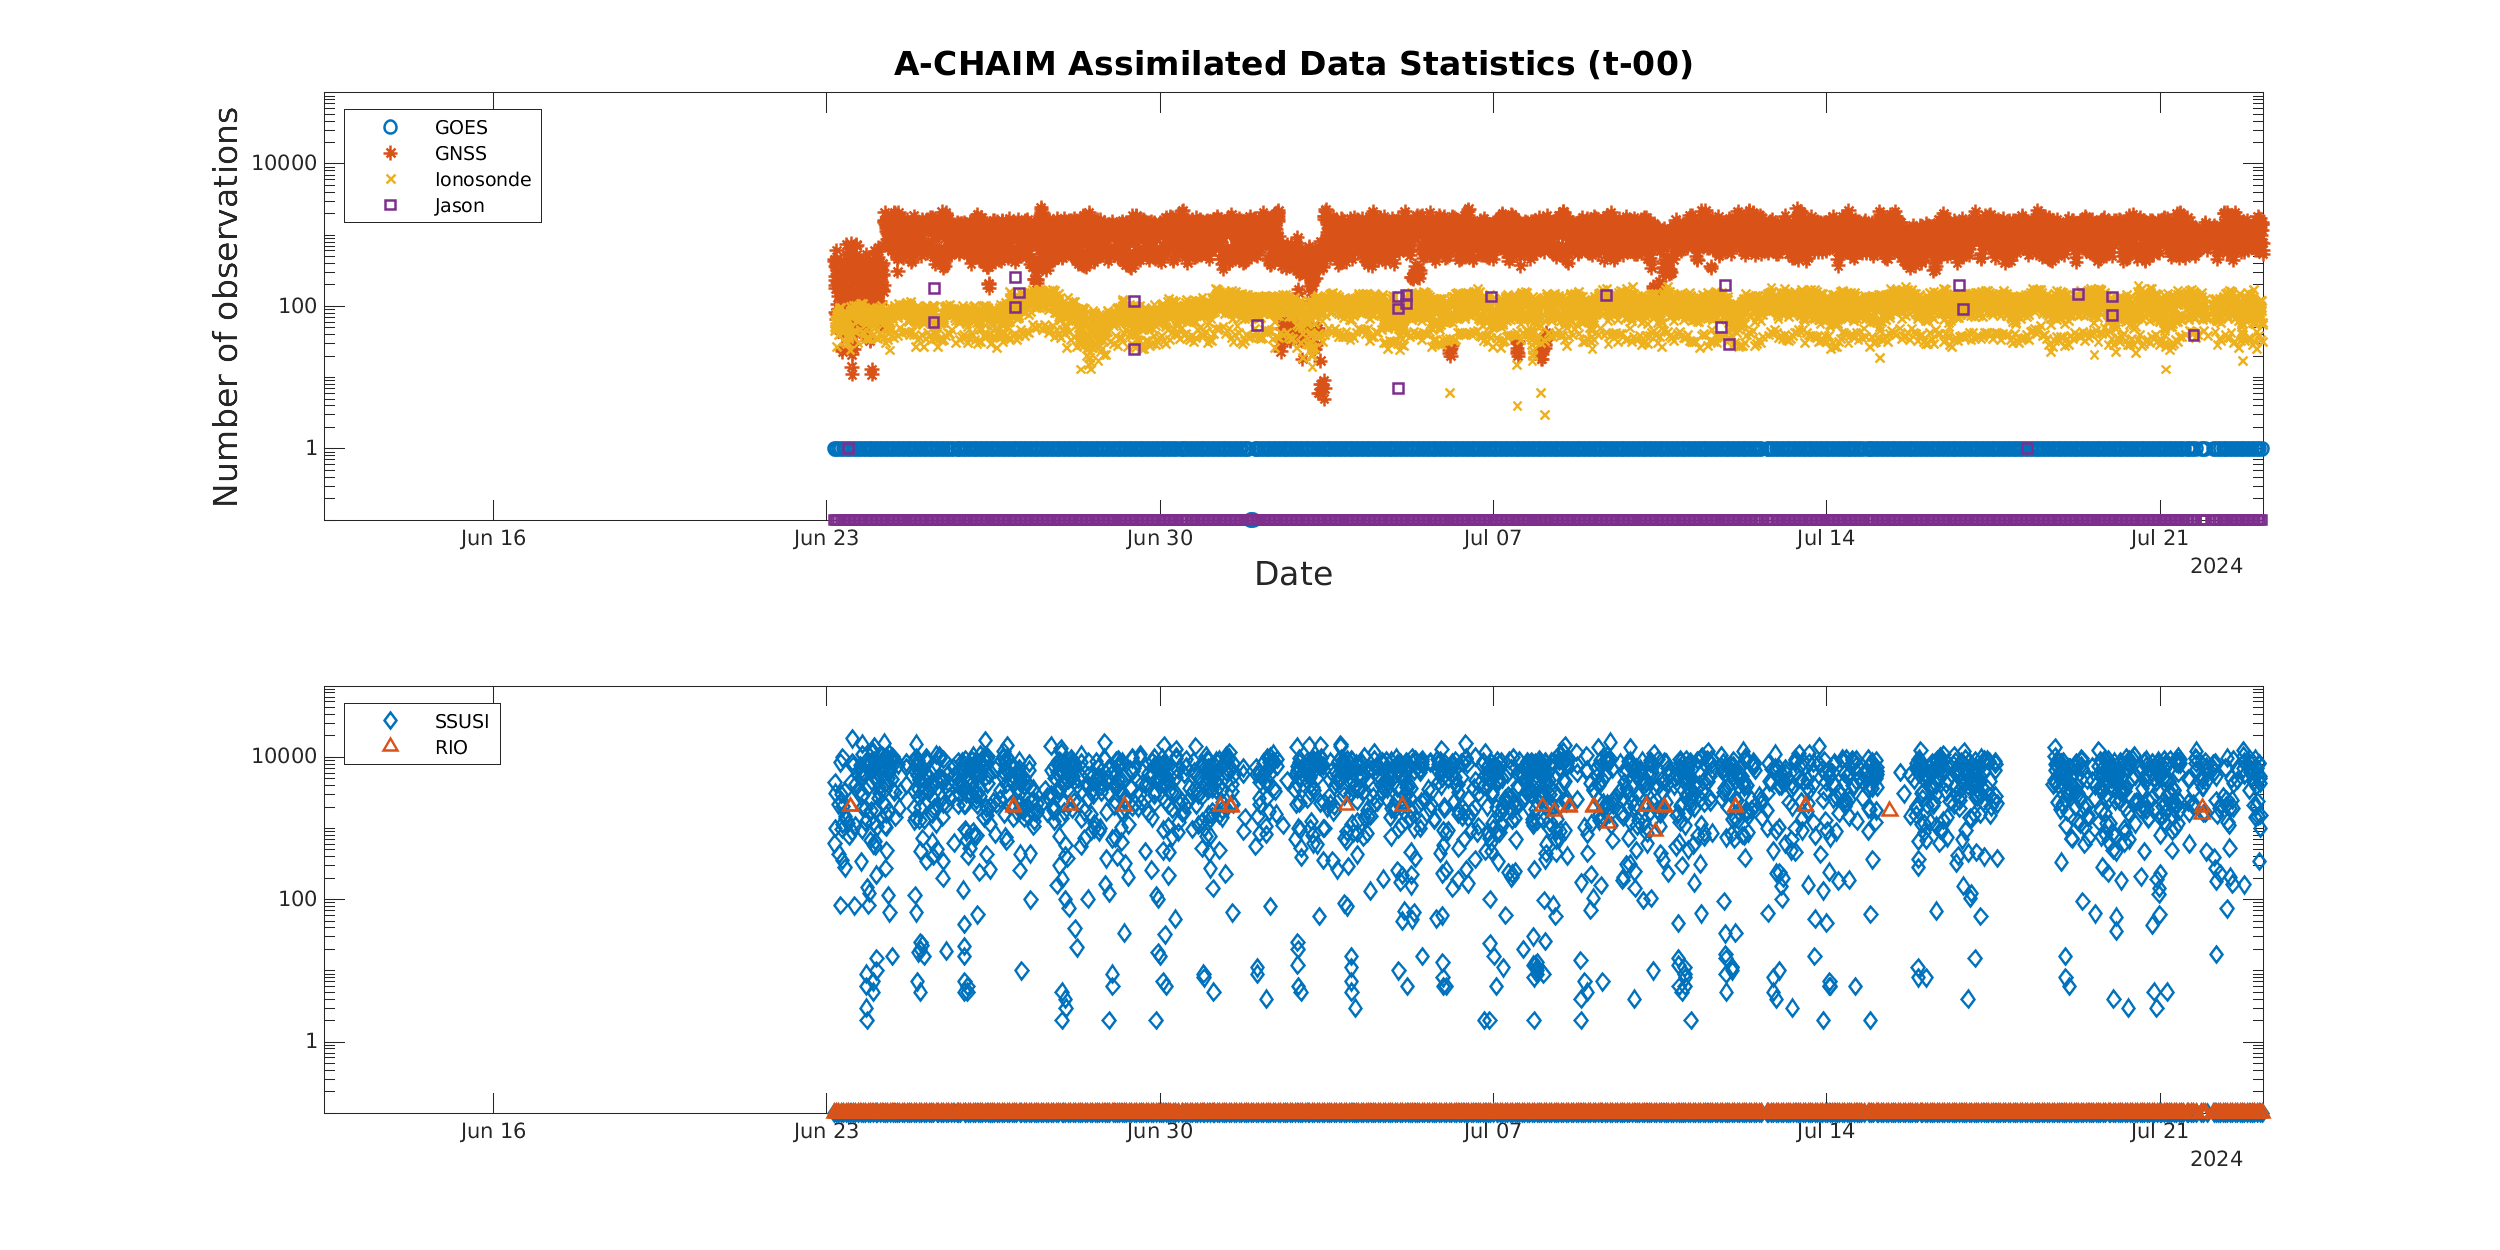 A-CHAIM Assimilated Data Statistics (t-00)
Number of observations
GOES
GNSS
Ionosonde
Jason
10000
100
1
Jun 16
Jun 23
Jun 30
Jul 07
Jul 14
Jul 21
2024
Date
SSUSI
RIO
10000
100
1
Jun 16
Jun 23
Jun 30
Jul 07
Jul 14
Jul 21
2024